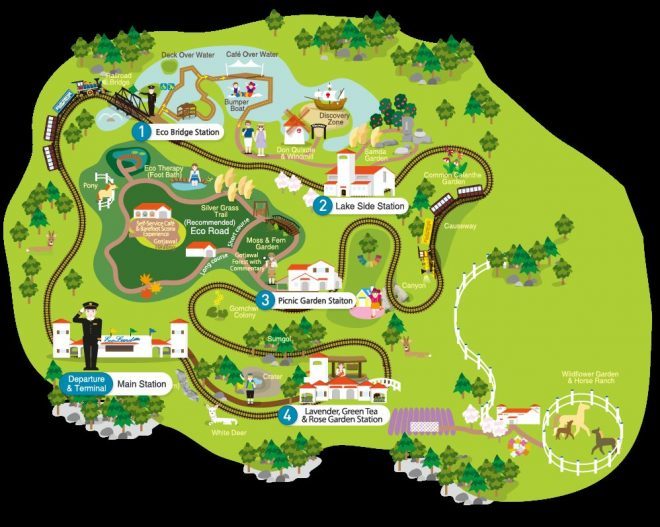 Deck Over Water
Café Over Water
Railroad
Bridge
Bumper
Boat
Discovery
Zone
1 Eco Bridge Station
Don Quixote
& Windmill
Samda
Garden
Eco Therapy
(Foot Bath)
Common Calanthe
Garden
Pony
2 Lake Side Station
Silver Grass
Trail
(Recommended)
Eco Road
Short course
Self-Service Café
& Barefoot Scoria
Experience
Gotjawal
Causeway
Moss & Fern
Garden
Long course
Gotjawal
Forest with
Commentary
Canyon
3 Picnic Garden Staiton
Gomchwi
Colony
Sumgol
Departure
& Terminal
Main Station
Crater
Wildflower Garden
& Horse Ranch
4 Lavender, Green Tea
& Rose Garden Station
White Deer